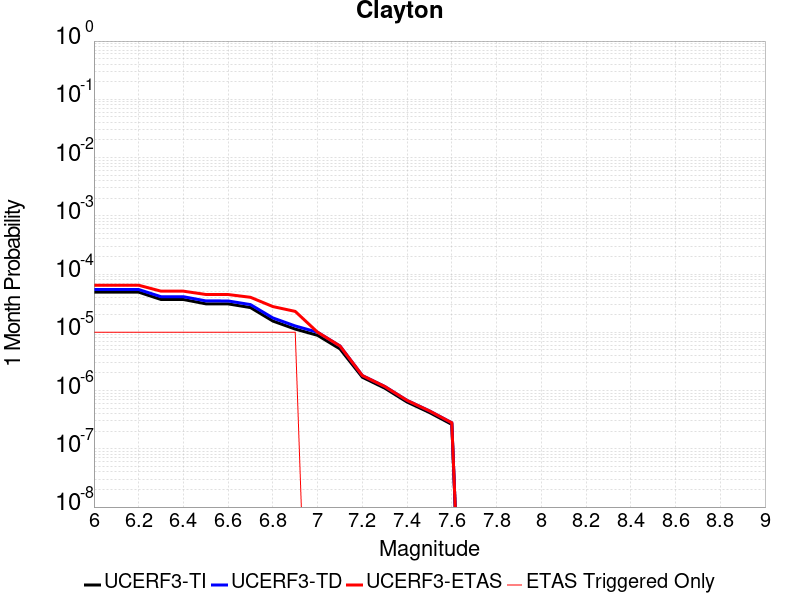 Clayton
10^0
10^-1
10^-2
10^-3
10^-4
10^-5
10^-6
10^-7
10^-8
1 Month Probability
6 6.2 6.4 6.6 6.8 7 7.2 7.4 7.6 7.8 8 8.2 8.4 8.6 8.8 9
Magnitude
UCERF3-TI UCERF3-TD UCERF3-ETAS ETAS Triggered Only